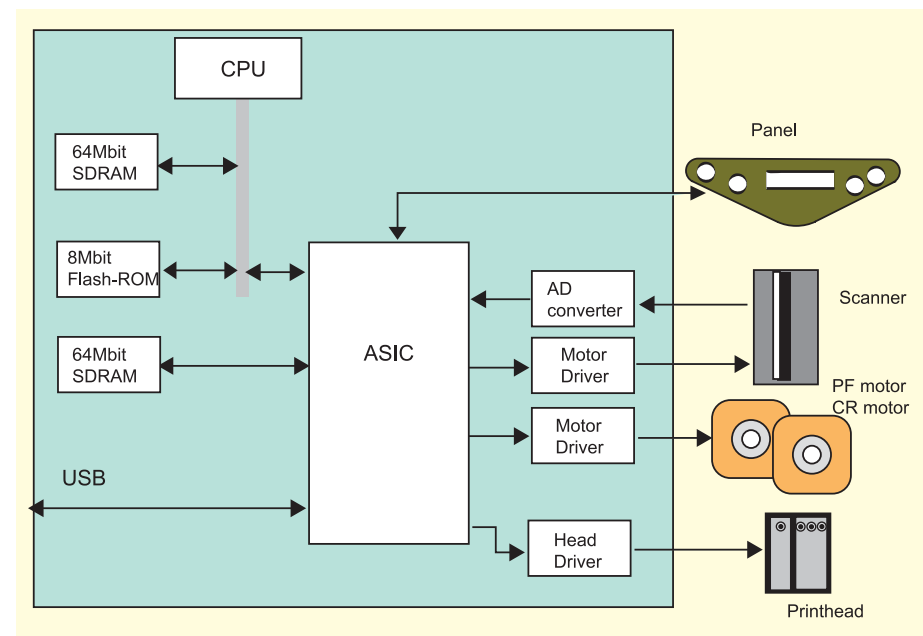 CPU
Panel
64Mbit
SDRAM
8Mbit
Flash-ROM
64Mbit
SDRAM
ASIC
AD
converter
Scanner
Motor
Driver
PF motor
CR motor
Motor
Driver
USB
Head
Driver
Printhead